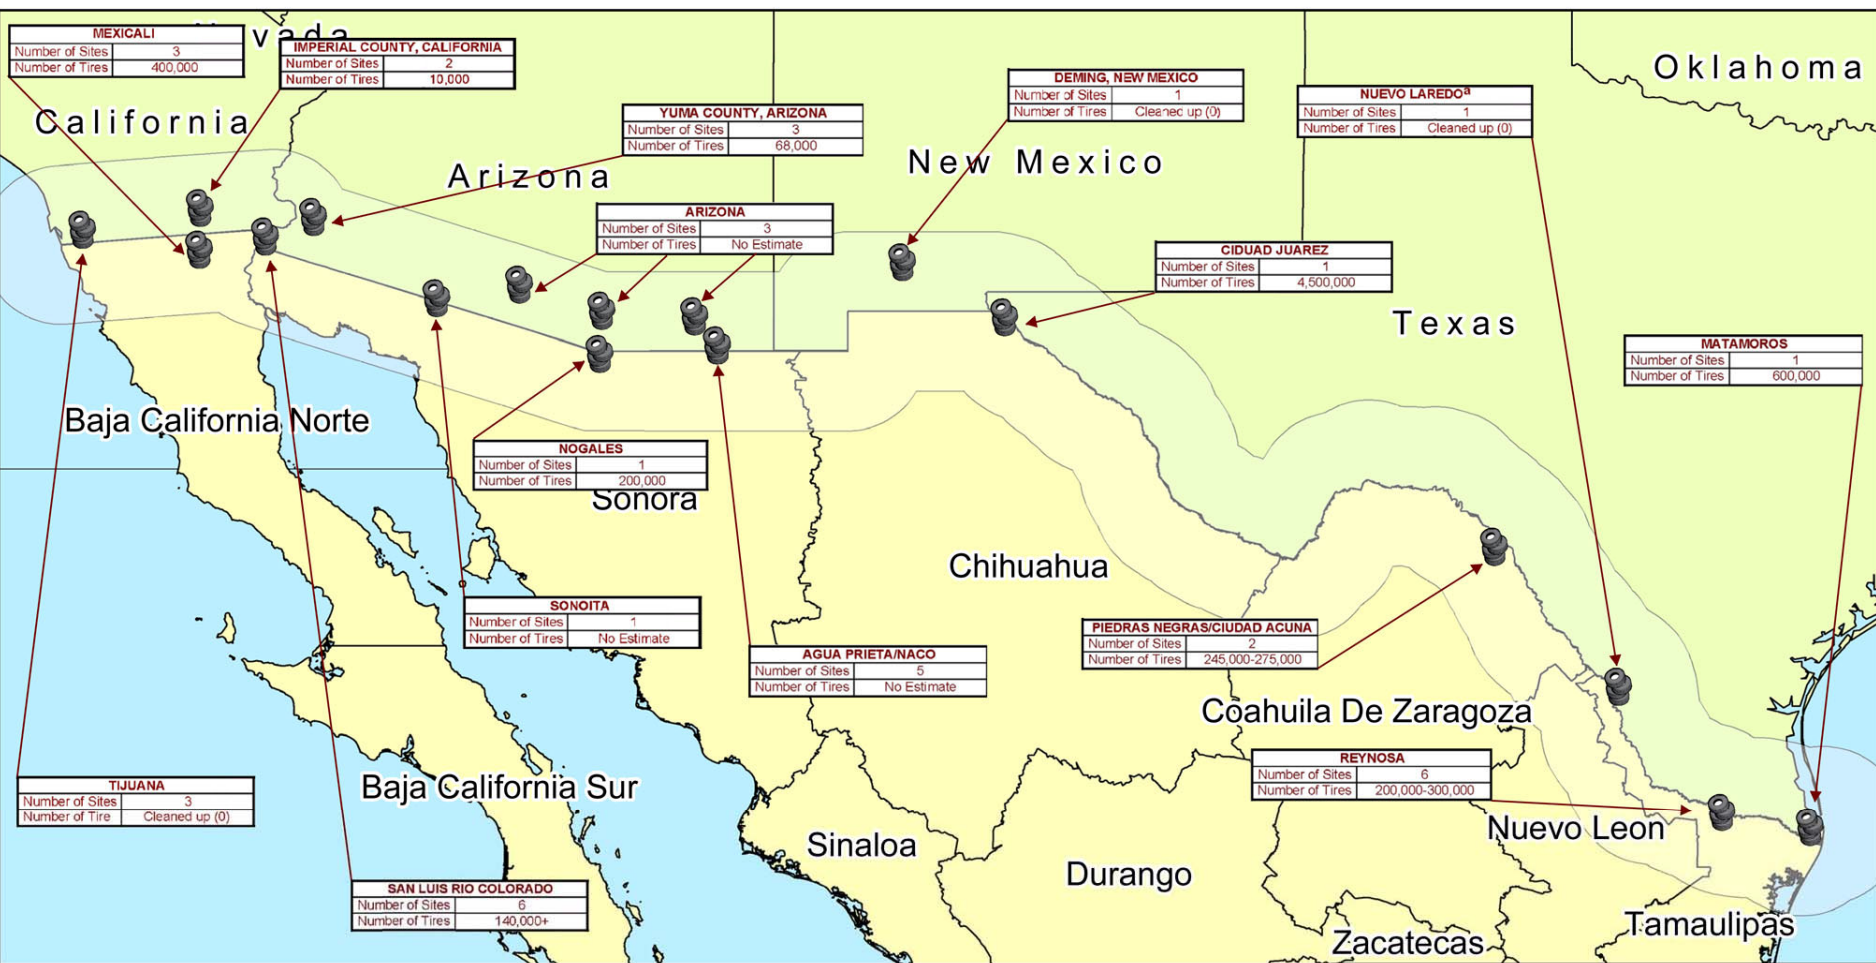 Nevada
MEXICALI
Number of Sites 3
Number of Tires 400,000
IMPERIAL COUNTY, CALIFORNIA
Number of Sites 2
Number of Tires 10,000
California
YUMA COUNTY, ARIZONA
Number of Sites 3
Number of Tires 68,000
Arizona
ARIZONA
Number of Sites 3
Number of Tires No Estimate
DEMING, NEW MEXICO
Number of Sites 1
Number of Tires Cleaned up (0)
New Mexico
NUEVO LAREDOª
Number of Sites 1
Number of Tires Cleaned up (0)
Oklahoma
CIDUAD JUAREZ
Number of Sites 1
Number of Tires 4,500,000
Texas
MATAMOROS
Number of Sites 1
Number of Tires 600,000
Baja California Norte
NOGALES
Number of Sites 1
Number of Tires 200,000
Sonora
Chihuahua
SONOITA
Number of Sites 1
Number of Tires No Estimate
AGUA PRIETA/NACO
Number of Sites 5
Number of Tires No Estimate
PIEDRAS NEGRAS/CIUDAD ACUNA
Number of Sites 2
Number of Tires 245,000-275,000
Coahuila De Zaragoza
REYNOSA
Number of Sites 6
Number of Tires 200,000-300,000
TIJUANA
Number of Sites 3
Number of Tire Cleaned up (0)
Baja California Sur
Nuevo Leon
Sinaloa
Durango
SAN LUIS RIO COLORADO
Number of Sites 6
Number of Tires 140,000+
Tamaulipas
Zacatecas